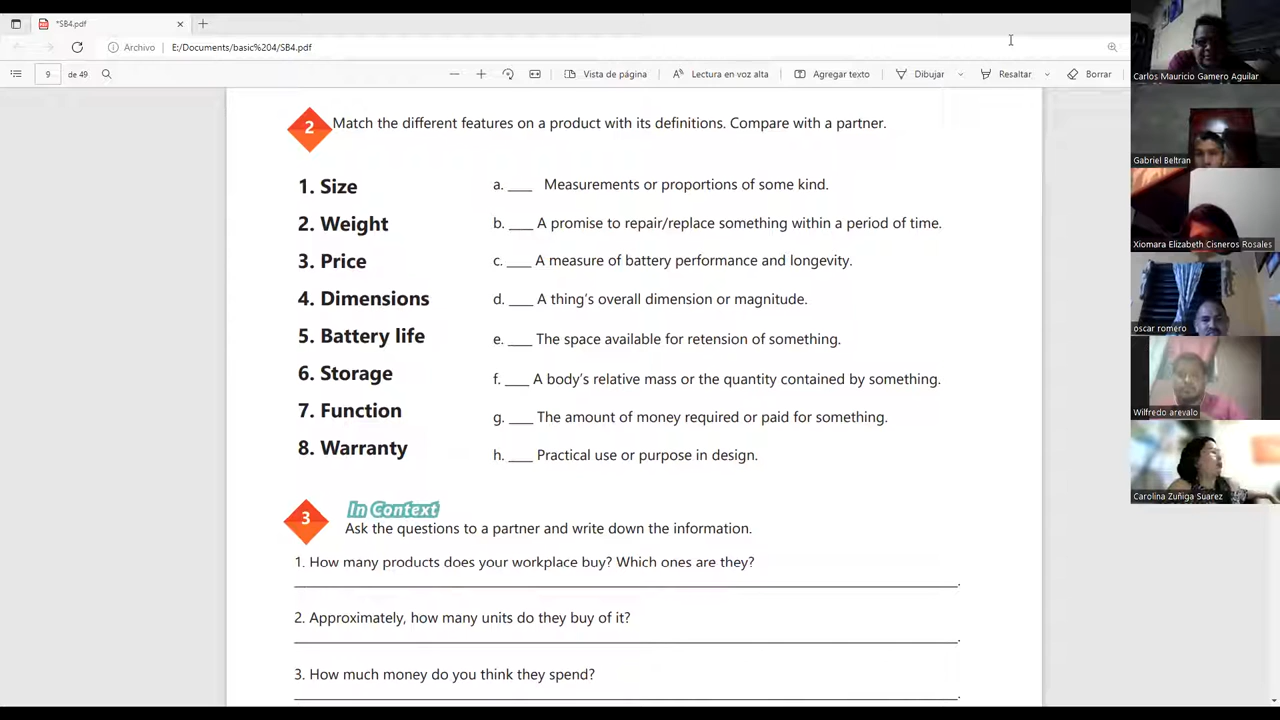 *SB4.pdf
Archivo
E:/Documents/basic%204/SB4.pdf
9
de 49
Vista de página
Lectura en voz alta
Agregar texto
Dibujar
Resaltar
Borrar
2
Match the different features on a product with its definitions. Compare with a partner.
1. Size
a. ____ Measurements or proportions of some kind.
2. Weight
b. ____ A promise to repair/replace something within a period of time.
3. Price
c. ____ A measure of battery performance and longevity.
4. Dimensions
d. ____ A thing’s overall dimension or magnitude.
5. Battery life
e. ____ The space available for retension of something.
6. Storage
f. ____ A body’s relative mass or the quantity contained by something.
7. Function
g. ____ The amount of money required or paid for something.
8. Warranty
h. ____ Practical use or purpose in design.
3
In Context
Ask the questions to a partner and write down the information.
1. How many products does your workplace buy? Which ones are they?
2. Approximately, how many units do they buy of it?
3. How much money do you think they spend?
Carlos Mauricio Gamero Aguilar
Gabriel Beltran
Xiomara Elizabeth Cisneros Rosales
oscar romero
Wilfredo arevalo
Carolina Zuñiga Suarez